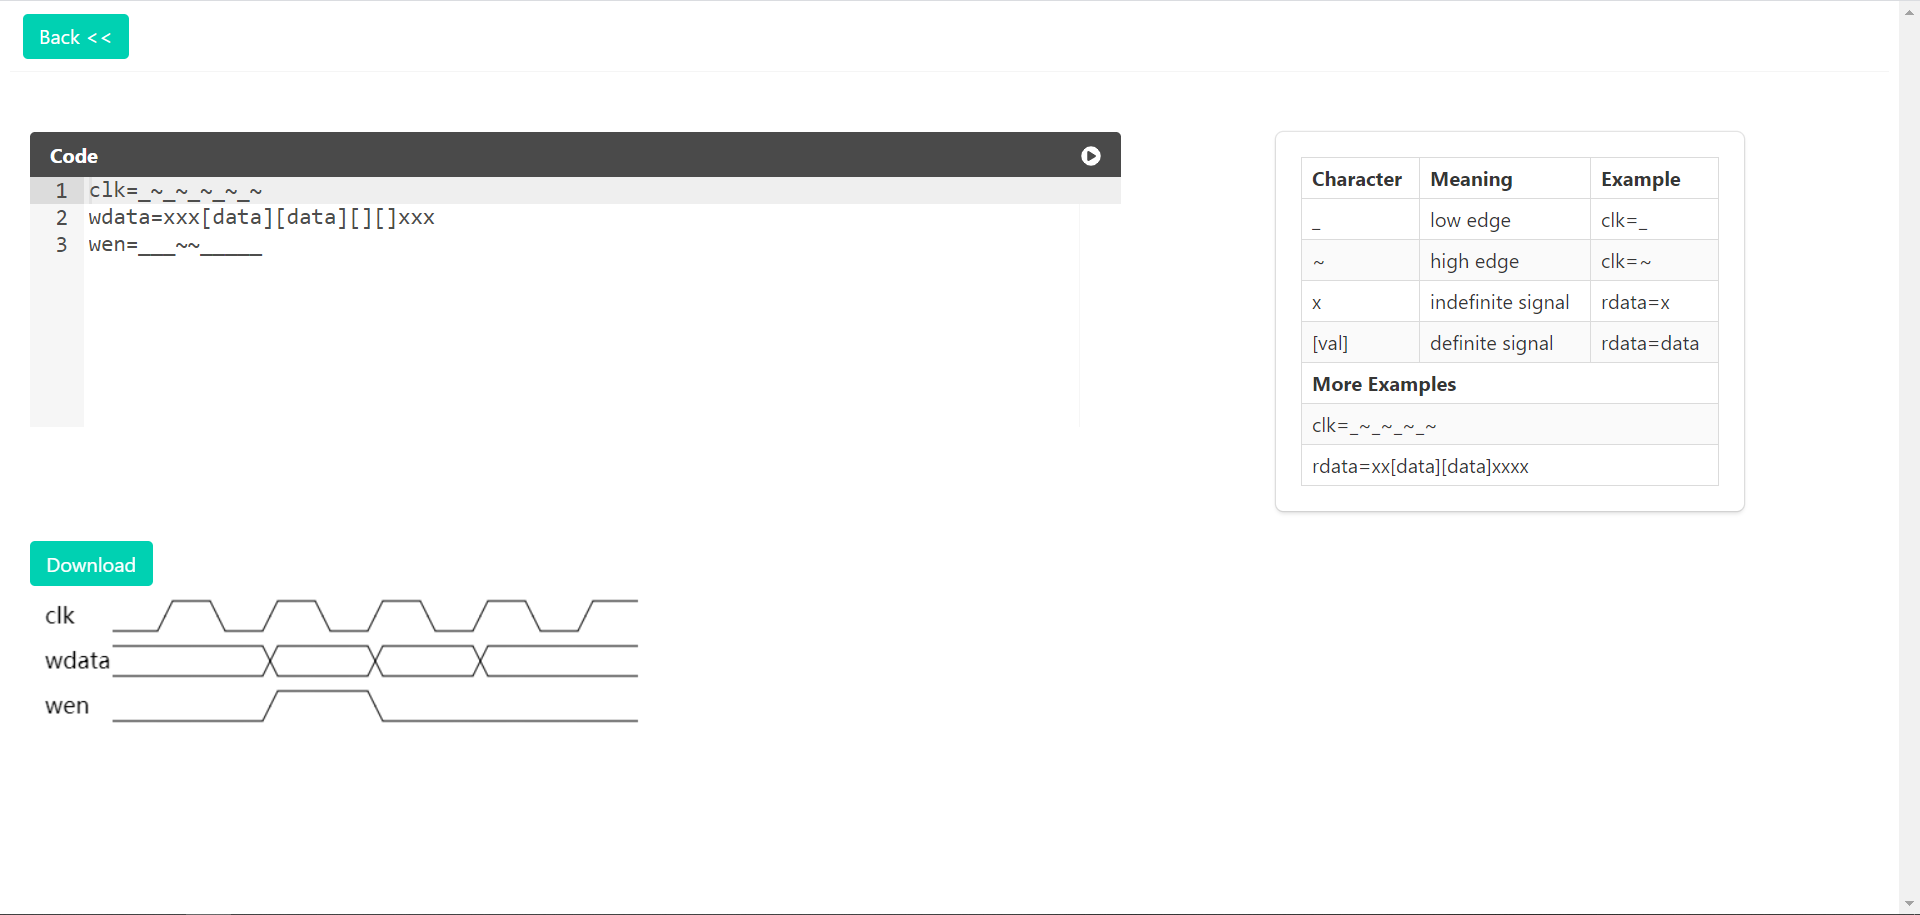 Back <<
Code
1 clk=_~_~_~_~_~
2 wdata=xxx[data][data][][]xxx
3 wen=___~~_____
Character Meaning Example
_ low edge clk=_
~ high edge clk=~
x indefinite signal rdata=x
[val] definite signal rdata=data
More Examples
clk=_~_~_~_~
rdata=xx[data][data]xxxx
Download
clk
wdata
wen